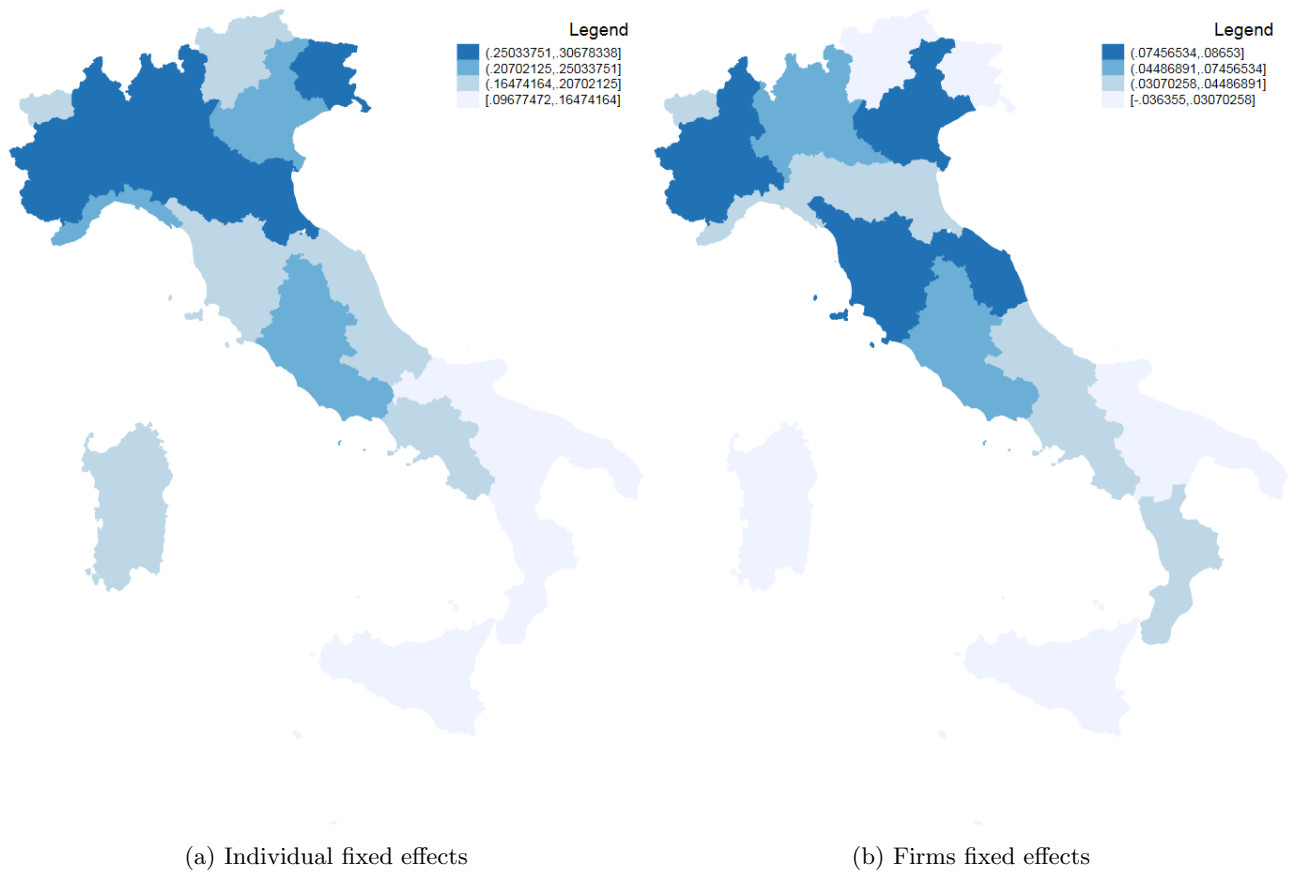 Legend
(.25033751,.30678338]
(.20702125,.25033751]
(.16474164,.20702125]
[.09677472,.16474164]
Legend
(.07456534,.08653]
(.04486891,.07456534]
(.03070258,.04486891]
[-.036355,.03070258]
(a) Individual fixed effects
(b) Firms fixed effects